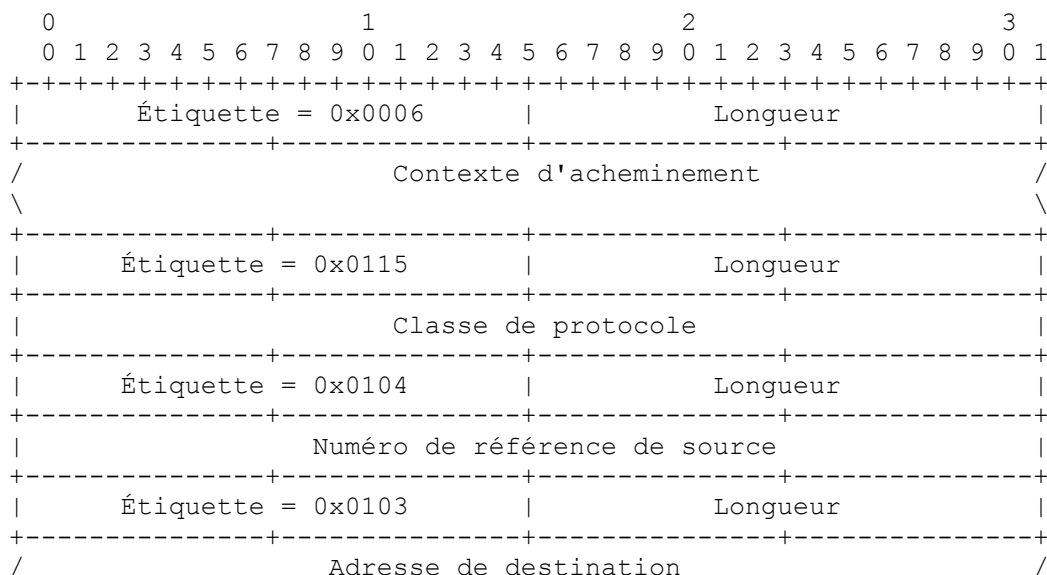 0                   1                   2                   3
0 1 2 3 4 5 6 7 8 9 0 1 2 3 4 5 6 7 8 9 0 1 2 3 4 5 6 7 8 9 0 1
+-+-+-+-+-+-+-+-+-+-+-+-+-+-+-+-+-+-+-+-+-+-+-+-+-+-+-+-+-+-+-+-+
| Étiquette = 0x0006 | Longueur |
+---------------+---------------+---------------+---------------+
/ Contexte d'acheminement /
\ \
+---------------+---------------+---------------+---------------+
| Étiquette = 0x0115 | Longueur |
+---------------+---------------+---------------+---------------+
| Classe de protocole |
+---------------+---------------+---------------+---------------+
| Étiquette = 0x0104 | Longueur |
+---------------+---------------+---------------+---------------+
| Numéro de référence de source |
+---------------+---------------+---------------+---------------+
| Étiquette = 0x0103 | Longueur |
+---------------+---------------+---------------+---------------+
/ Adresse de destination /